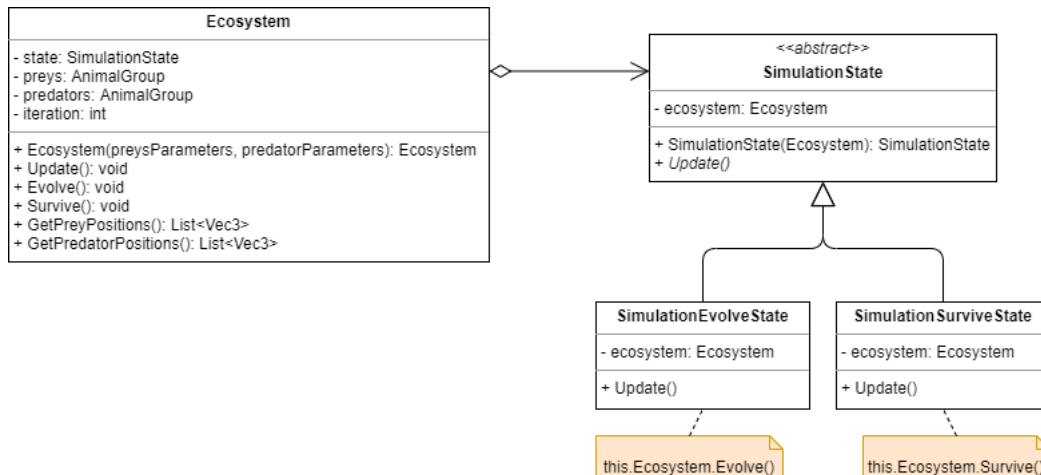 Ecosystem
- state: SimulationState
- preys: AnimalGroup
- predators: AnimalGroup
- iteration: int
+ Ecosystem(preysParameters, predatorParameters): Ecosystem
+ Update(): void
+ Evolve(): void
+ Survive(): void
+ GetPreyPositions(): List<Vec3>
+ GetPredatorPositions(): List<Vec3>
<<abstract>>
SimulationState
- ecosystem: Ecosystem
+ SimulationState(Ecosystem): SimulationState
+ Update()
SimulationEvolveState
- ecosystem: Ecosystem
+ Update()
this.Ecosystem.Evolve()
SimulationSurviveState
- ecosystem: Ecosystem
+ Update()
this.Ecosystem.Survive()